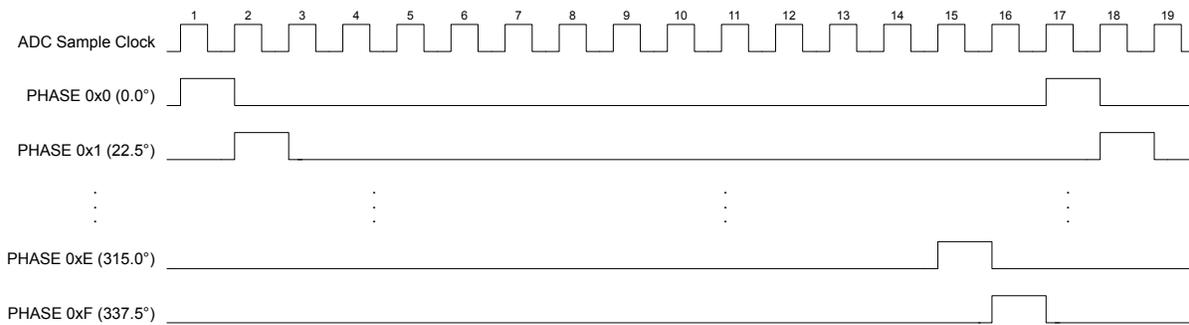 1 2 3 4 5 6 7 8 9 10 11 12 13 14 15 16 17 18 19
ADC Sample Clock
PHASE 0x0 (0.0°)
PHASE 0x1 (22.5°)
PHASE 0xE (315.0°)
PHASE 0xF (337.5°)